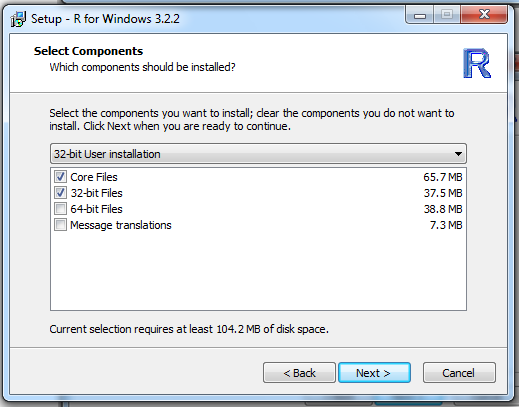 Setup - R for Windows 3.2.2
Select Components
Which components should be installed?
R
Select the components you want to install; clear the components you do not want to
install. Click Next when you are ready to continue.
32-bit User installation
Core Files 65.7 MB
32-bit Files 37.5 MB
64-bit Files 38.8 MB
Message translations 7.3 MB
Current selection requires at least 104.2 MB of disk space.
< Back Next > Cancel